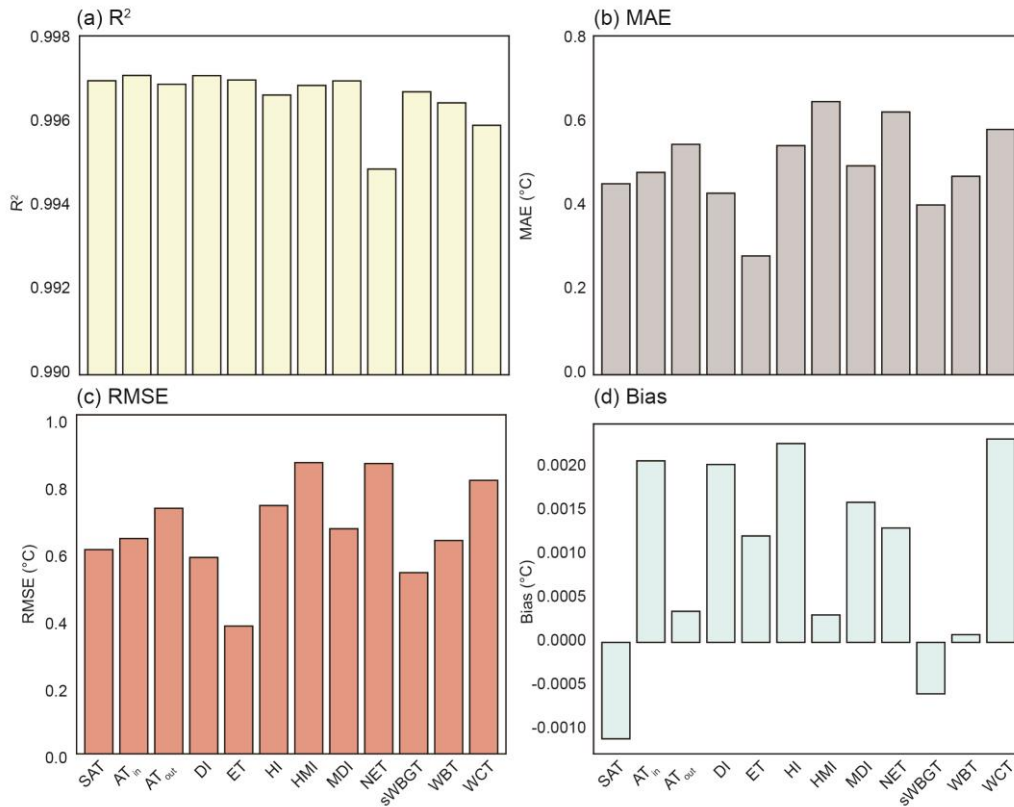 (a) R²
0.998
0.996
0.994
0.992
0.990
R²
(b) MAE
0.8
0.6
0.4
0.2
0.0
MAE (°C)
(c) RMSE
1.0
0.8
0.6
0.4
0.2
0.0
RMSE (°C)
SAT AT in AT out DI ET HI HMI MDI NET sWBGT WBT WCT
(d) Bias
0.0020
0.0015
0.0010
0.0005
0.0000
-0.0005
-0.0010
Bias (°C)
SAT AT in AT out DI ET HI HMI MDI NET sWBGT WBT WCT